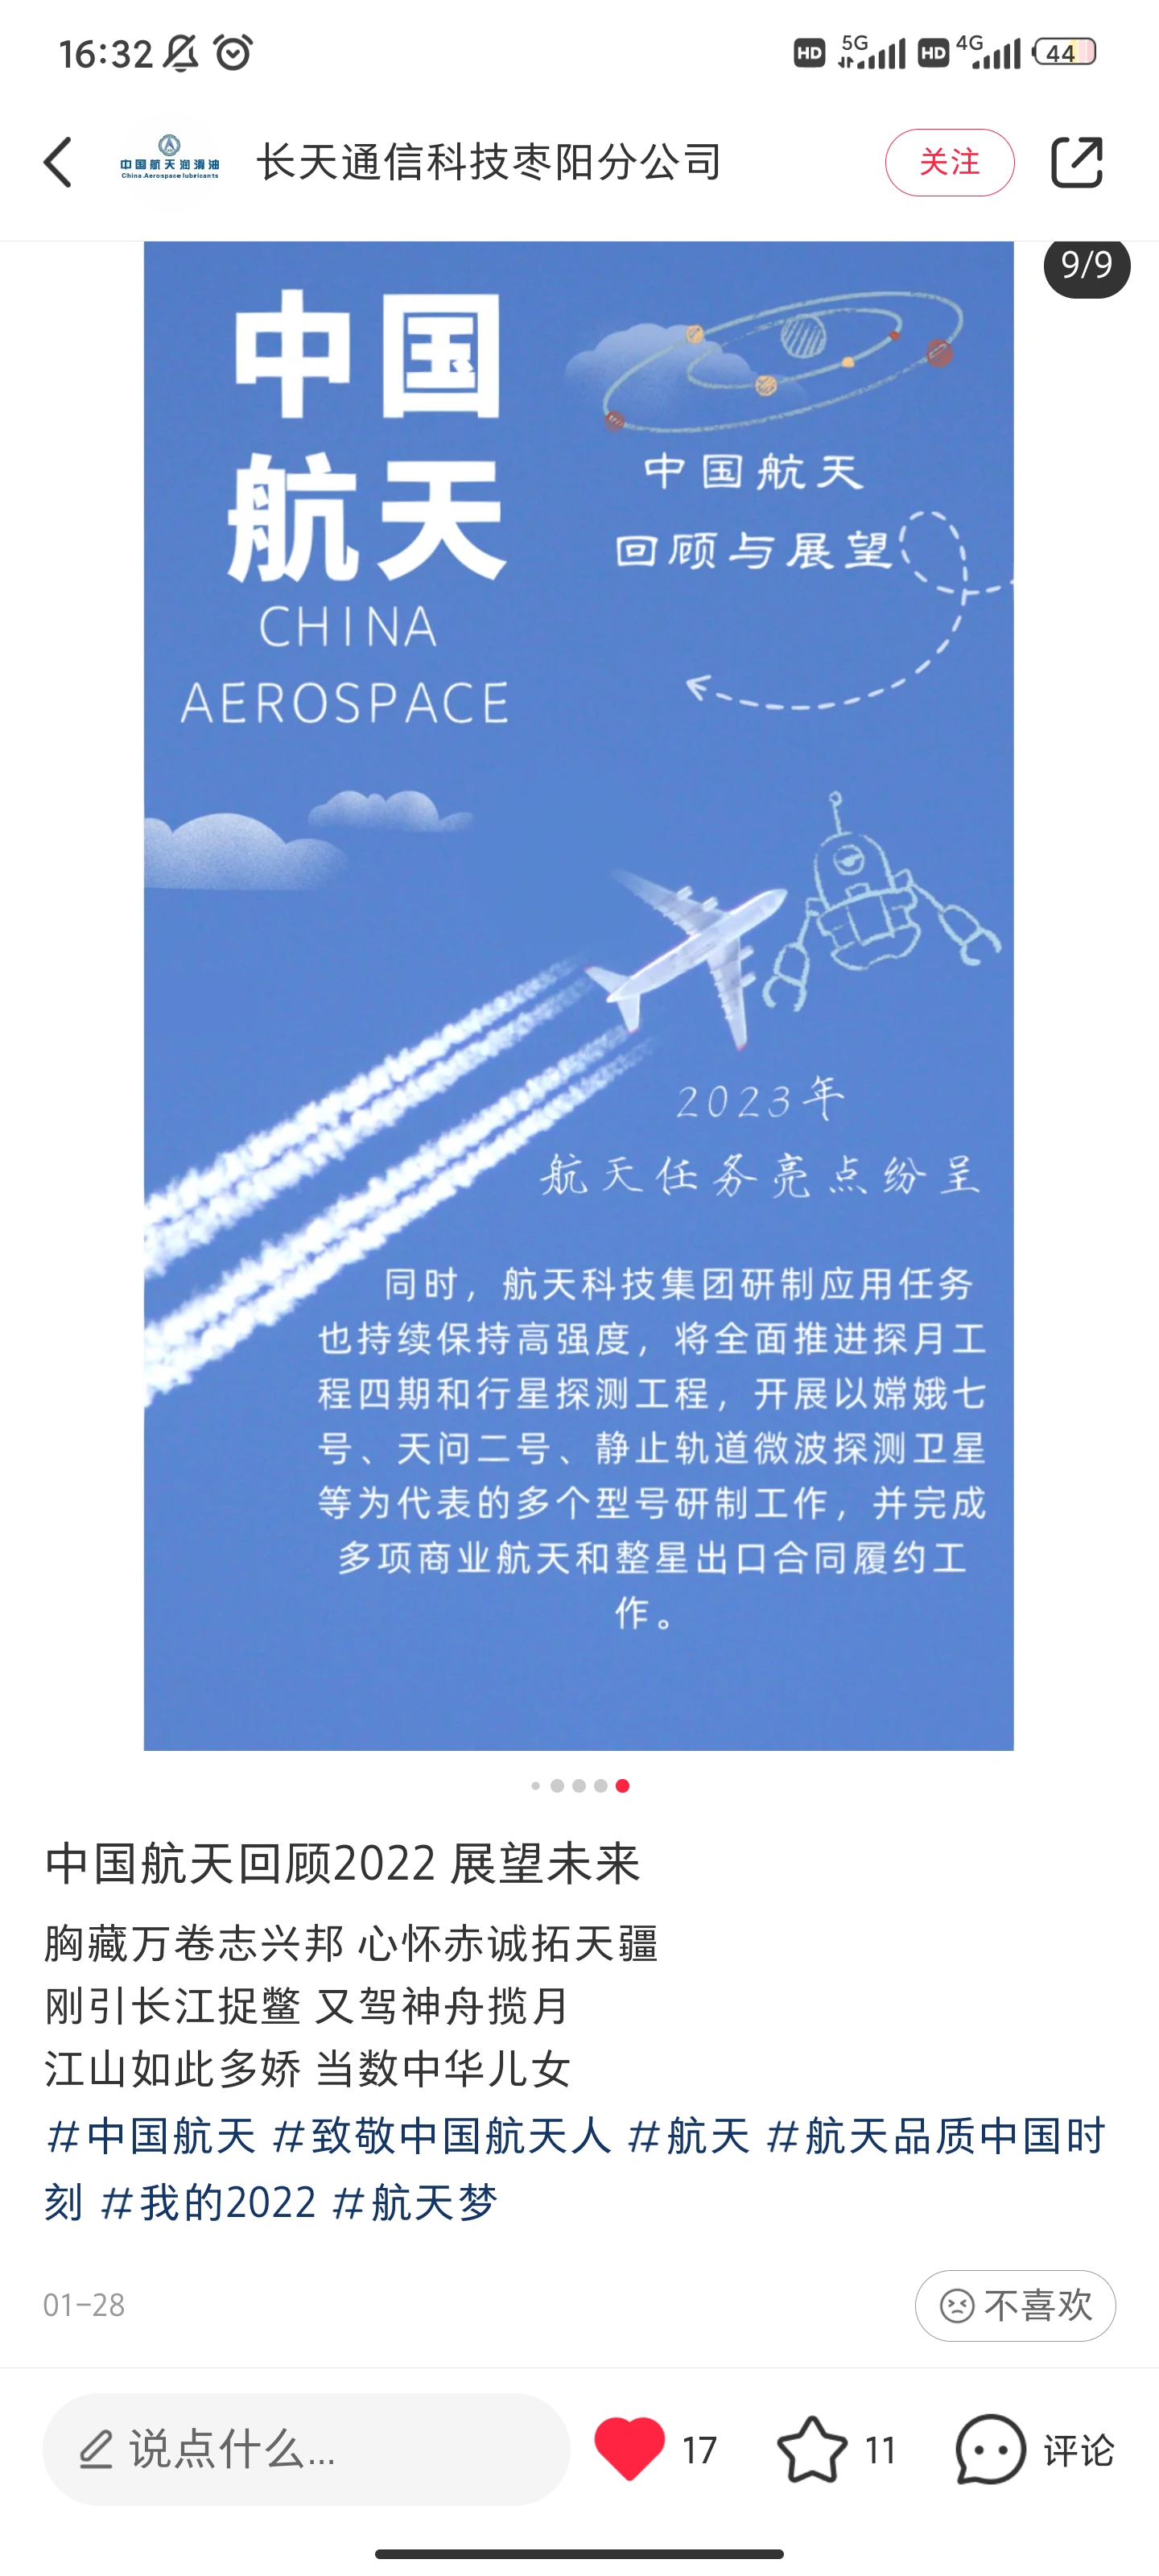 16:32
HD 5G HD 4G 44
中国航天润滑油
China Aerospace lubricants
长天通信科技枣阳分公司
关注
9/9
中国
航天
CHINA
AEROSPACE
中国航天
回顾与展望
2023年
航天任务亮点纷呈
同时，航天科技集团研制应用任务
也持续保持高强度，将全面推进探月工
程四期和行星探测工程，开展以嫦娥七
号、天问二号、静止轨道微波探测卫星
等为代表的多个型号研制工作，并完成
多项商业航天和整星出口合同履约工
作。
中国航天回顾2022 展望未来
胸藏万卷志兴邦 心怀赤诚拓天疆
刚引长江捉鳖 又驾神舟揽月
江山如此多娇 当数中华儿女
#中国航天 #致敬中国航天人 #航天 #航天品质中国时
刻 #我的2022 #航天梦
01-28
不喜欢
说点什么...
17
11
评论